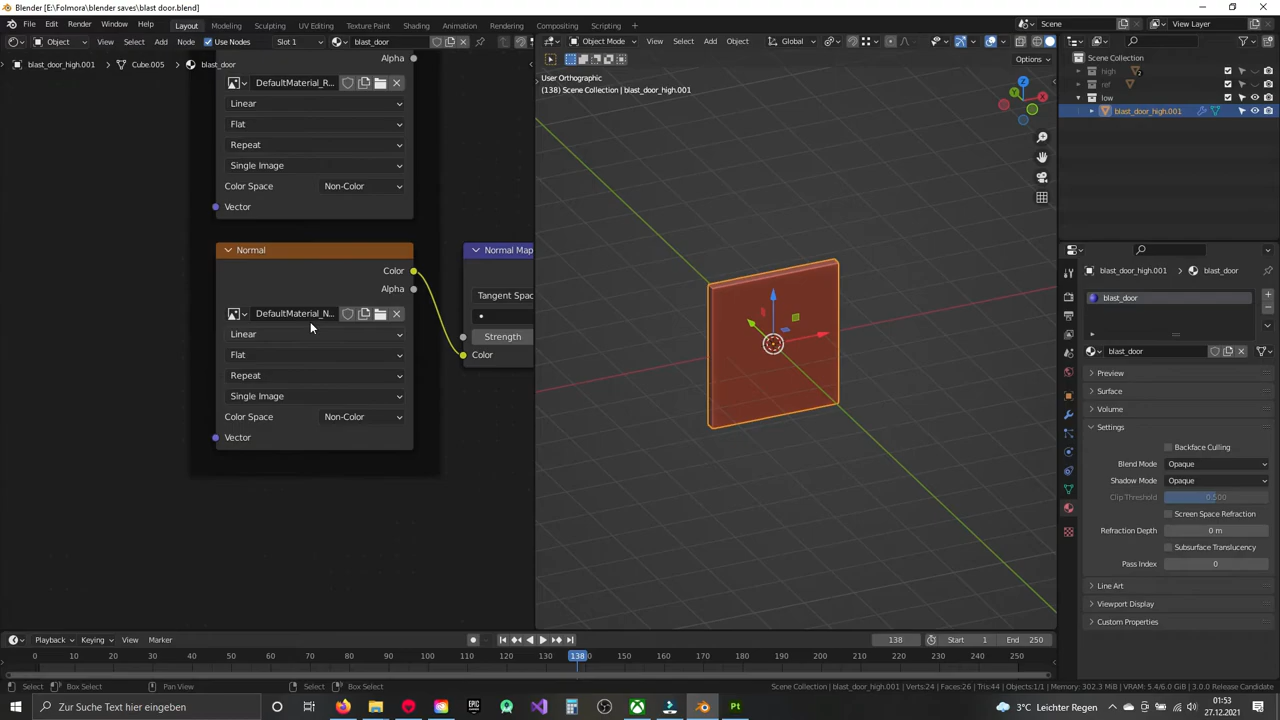 Blender [E:\Folmora\blender saves\blast door.blend]
File Edit Render Window Help Layout Modeling Sculpting UV Editing Texture Paint Shading Animation Rendering Compositing Scripting + Scene View Layer
Object View Select Add Node Use Nodes Slot 1 blast_door Object Mode View Select Add Object Global
blast_door_high.001 > Cube.005 > blast_door Options
Scene Collection
high 2
ref
low
blast_door_high.001
User Orthographic
(138) Scene Collection | blast_door_high.001
Z
Y X
Alpha
DefaultMaterial_R...
Linear
Flat
Repeat
Single Image
Color Space Non-Color
Vector
Normal
Color
Alpha
DefaultMaterial_N...
Linear
Flat
Repeat
Single Image
Color Space Non-Color
Vector
Normal Map
Tangent Spac
Strength
Color
blast_door_high.001 > blast_door
blast_door
blast_door
Preview
Surface
Volume
Settings
Backface Culling
Blend Mode Opaque
Shadow Mode Opaque
Clip Threshold 0.500
Screen Space Refraction
Refraction Depth 0 m
Subsurface Translucency
Pass Index 0
Line Art
Viewport Display
Custom Properties
Playback Keying View Marker 138 Start 1 End 250
0 10 20 30 40 50 60 70 80 90 100 110 120 130 138 150 160 170 180 190 200 210 220 230 240 250
Select Box Select Pan View Select Box Select Scene Collection | blast_door_high.001 | Verts:24 | Faces:26 | Tris:44 | Objects:1/1 | Memory: 302.3 MiB | VRAM: 5.4/6.0 GiB | 3.0.0 Release Candidate
Zur Suche Text hier eingeben Pt 3°C Leichter Regen 01:53
27.12.2021